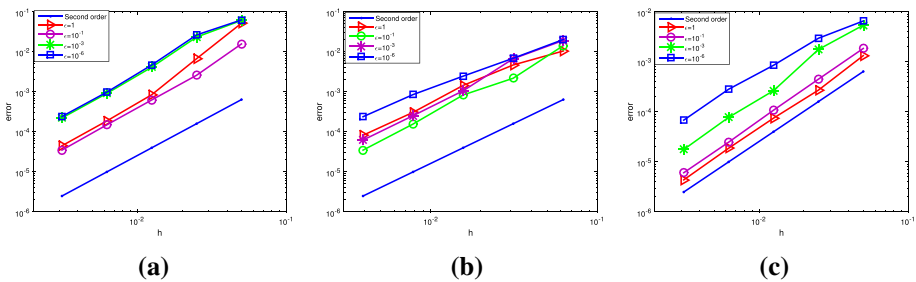 10^-1
10^-2
10^-3
10^-4
10^-5
10^-6
error
Second order
ϵ=1
ϵ=10^-1
ϵ=10^-3
ϵ=10^-6
10^-2
10^-1
h
(a)
10^-1
10^-2
10^-3
10^-4
10^-5
10^-6
error
Second order
ϵ=1
ϵ=10^-1
ϵ=10^-3
ϵ=10^-6
10^-2
10^-1
h
(b)
10^-2
10^-3
10^-4
10^-5
10^-6
error
Second order
ϵ=1
ϵ=10^-1
ϵ=10^-3
ϵ=10^-6
10^-2
10^-1
h
(c)